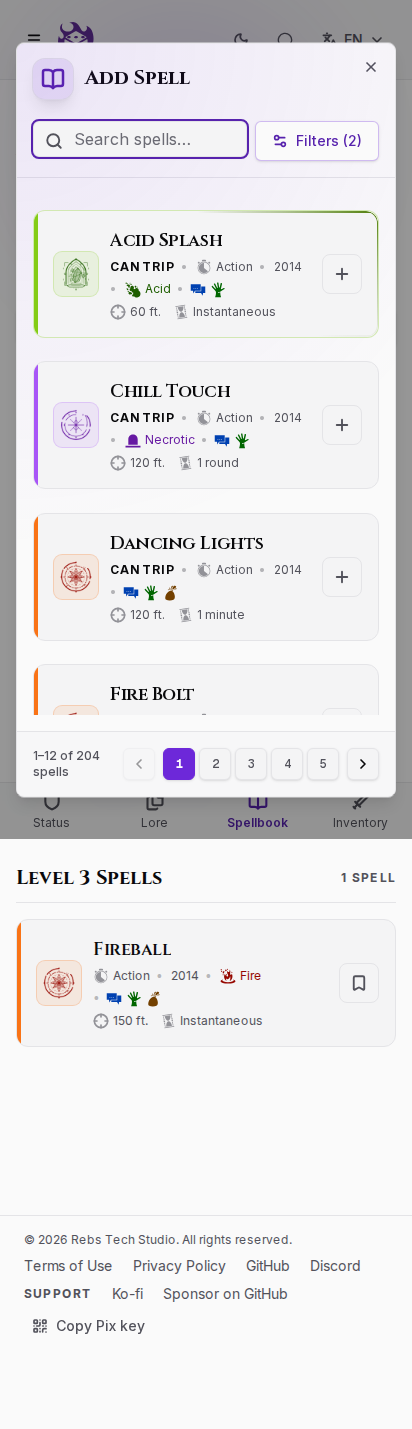 EN
Add Spell
Search spells...
Filters (2)
Acid Splash
CANTRIP • Action • 2014
• Acid •
60 ft. Instantaneous
Chill Touch
CANTRIP • Action • 2014
• Necrotic •
120 ft. 1 round
Dancing Lights
CANTRIP • Action • 2014
•
120 ft. 1 minute
Fire Bolt
1–12 of 204
spells
1 2 3 4 5
Status Lore Spellbook Inventory
Level 3 Spells
1 SPELL
Fireball
Action • 2014 • Fire
•
150 ft. Instantaneous
© 2026 Rebs Tech Studio. All rights reserved.
Terms of Use Privacy Policy GitHub Discord
SUPPORT Ko-fi Sponsor on GitHub
Copy Pix key